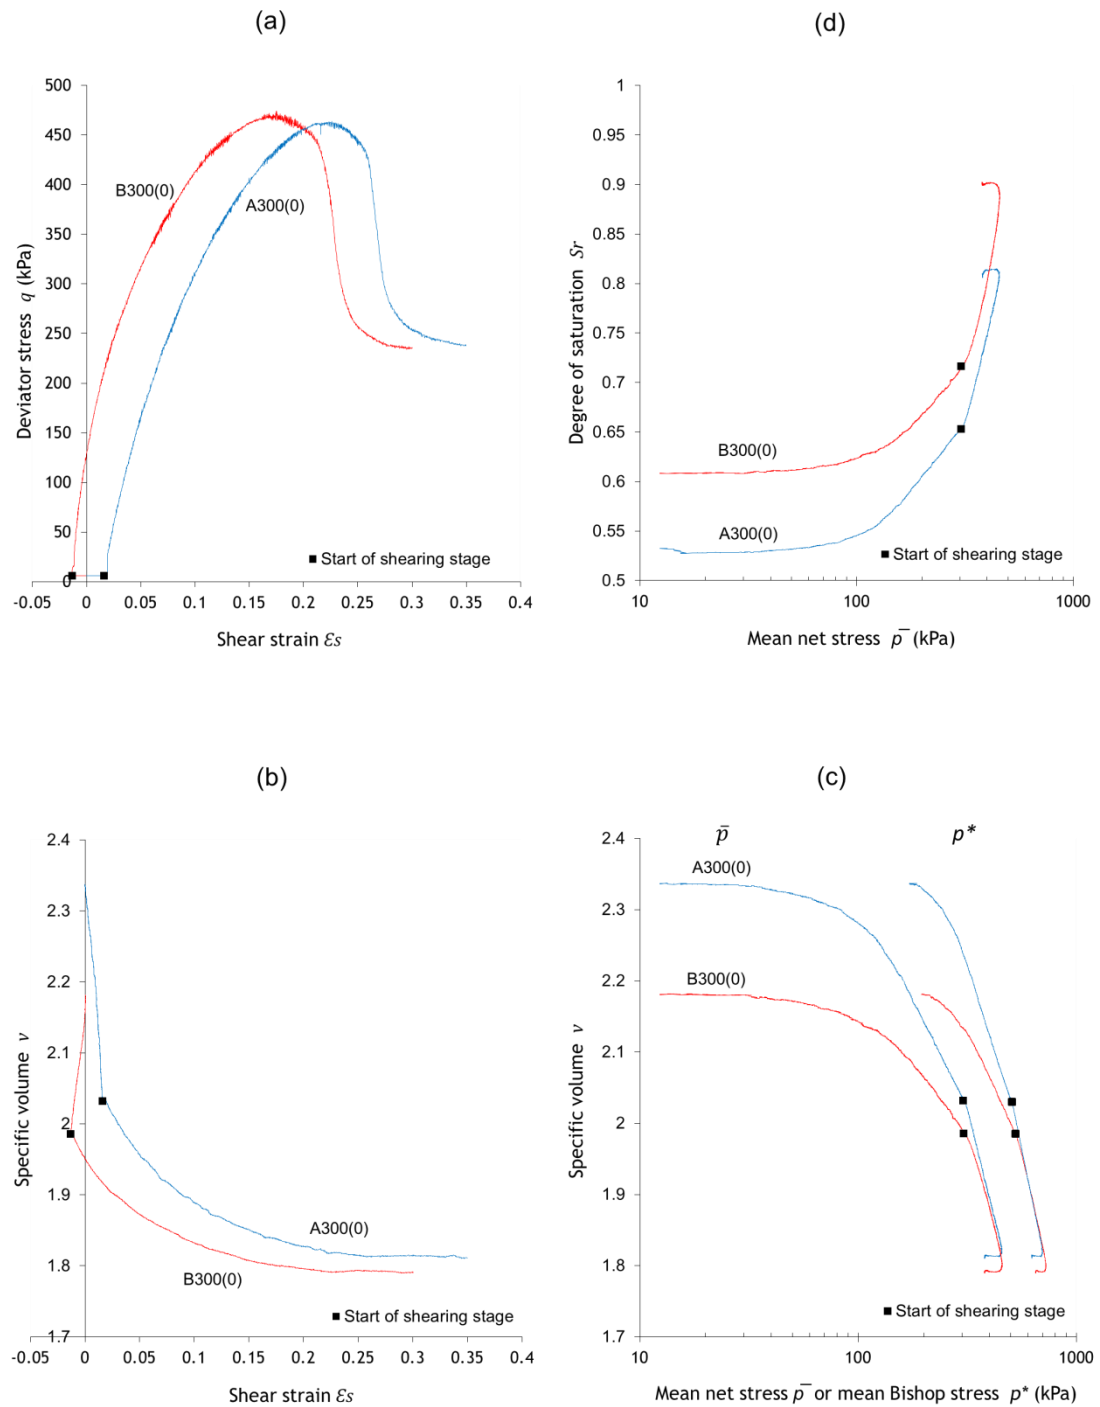 (a)
500
450
400
350
300
250
200
150
100
50
0
Deviator stress q (kPa)
B300(0)
A300(0)
■ Start of shearing stage
-0.05 0 0.05 0.1 0.15 0.2 0.25 0.3 0.35 0.4
Shear strain Ɛs
(d)
1
0.95
0.9
0.85
0.8
0.75
0.7
0.65
0.6
0.55
0.5
Degree of saturation Sr
B300(0)
A300(0)
■ Start of shearing stage
10 100 1000
Mean net stress p̅ (kPa)
(b)
2.4
2.3
2.2
2.1
2
1.9
1.8
1.7
Specific volume v
A300(0)
B300(0)
■ Start of shearing stage
-0.05 0 0.05 0.1 0.15 0.2 0.25 0.3 0.35 0.4
Shear strain Ɛs
(c)
p̅ p*
2.4
2.3
2.2
2.1
2
1.9
1.8
1.7
Specific volume v
A300(0)
B300(0)
■ Start of shearing stage
10 100 1000
Mean net stress p̅ or mean Bishop stress p* (kPa)